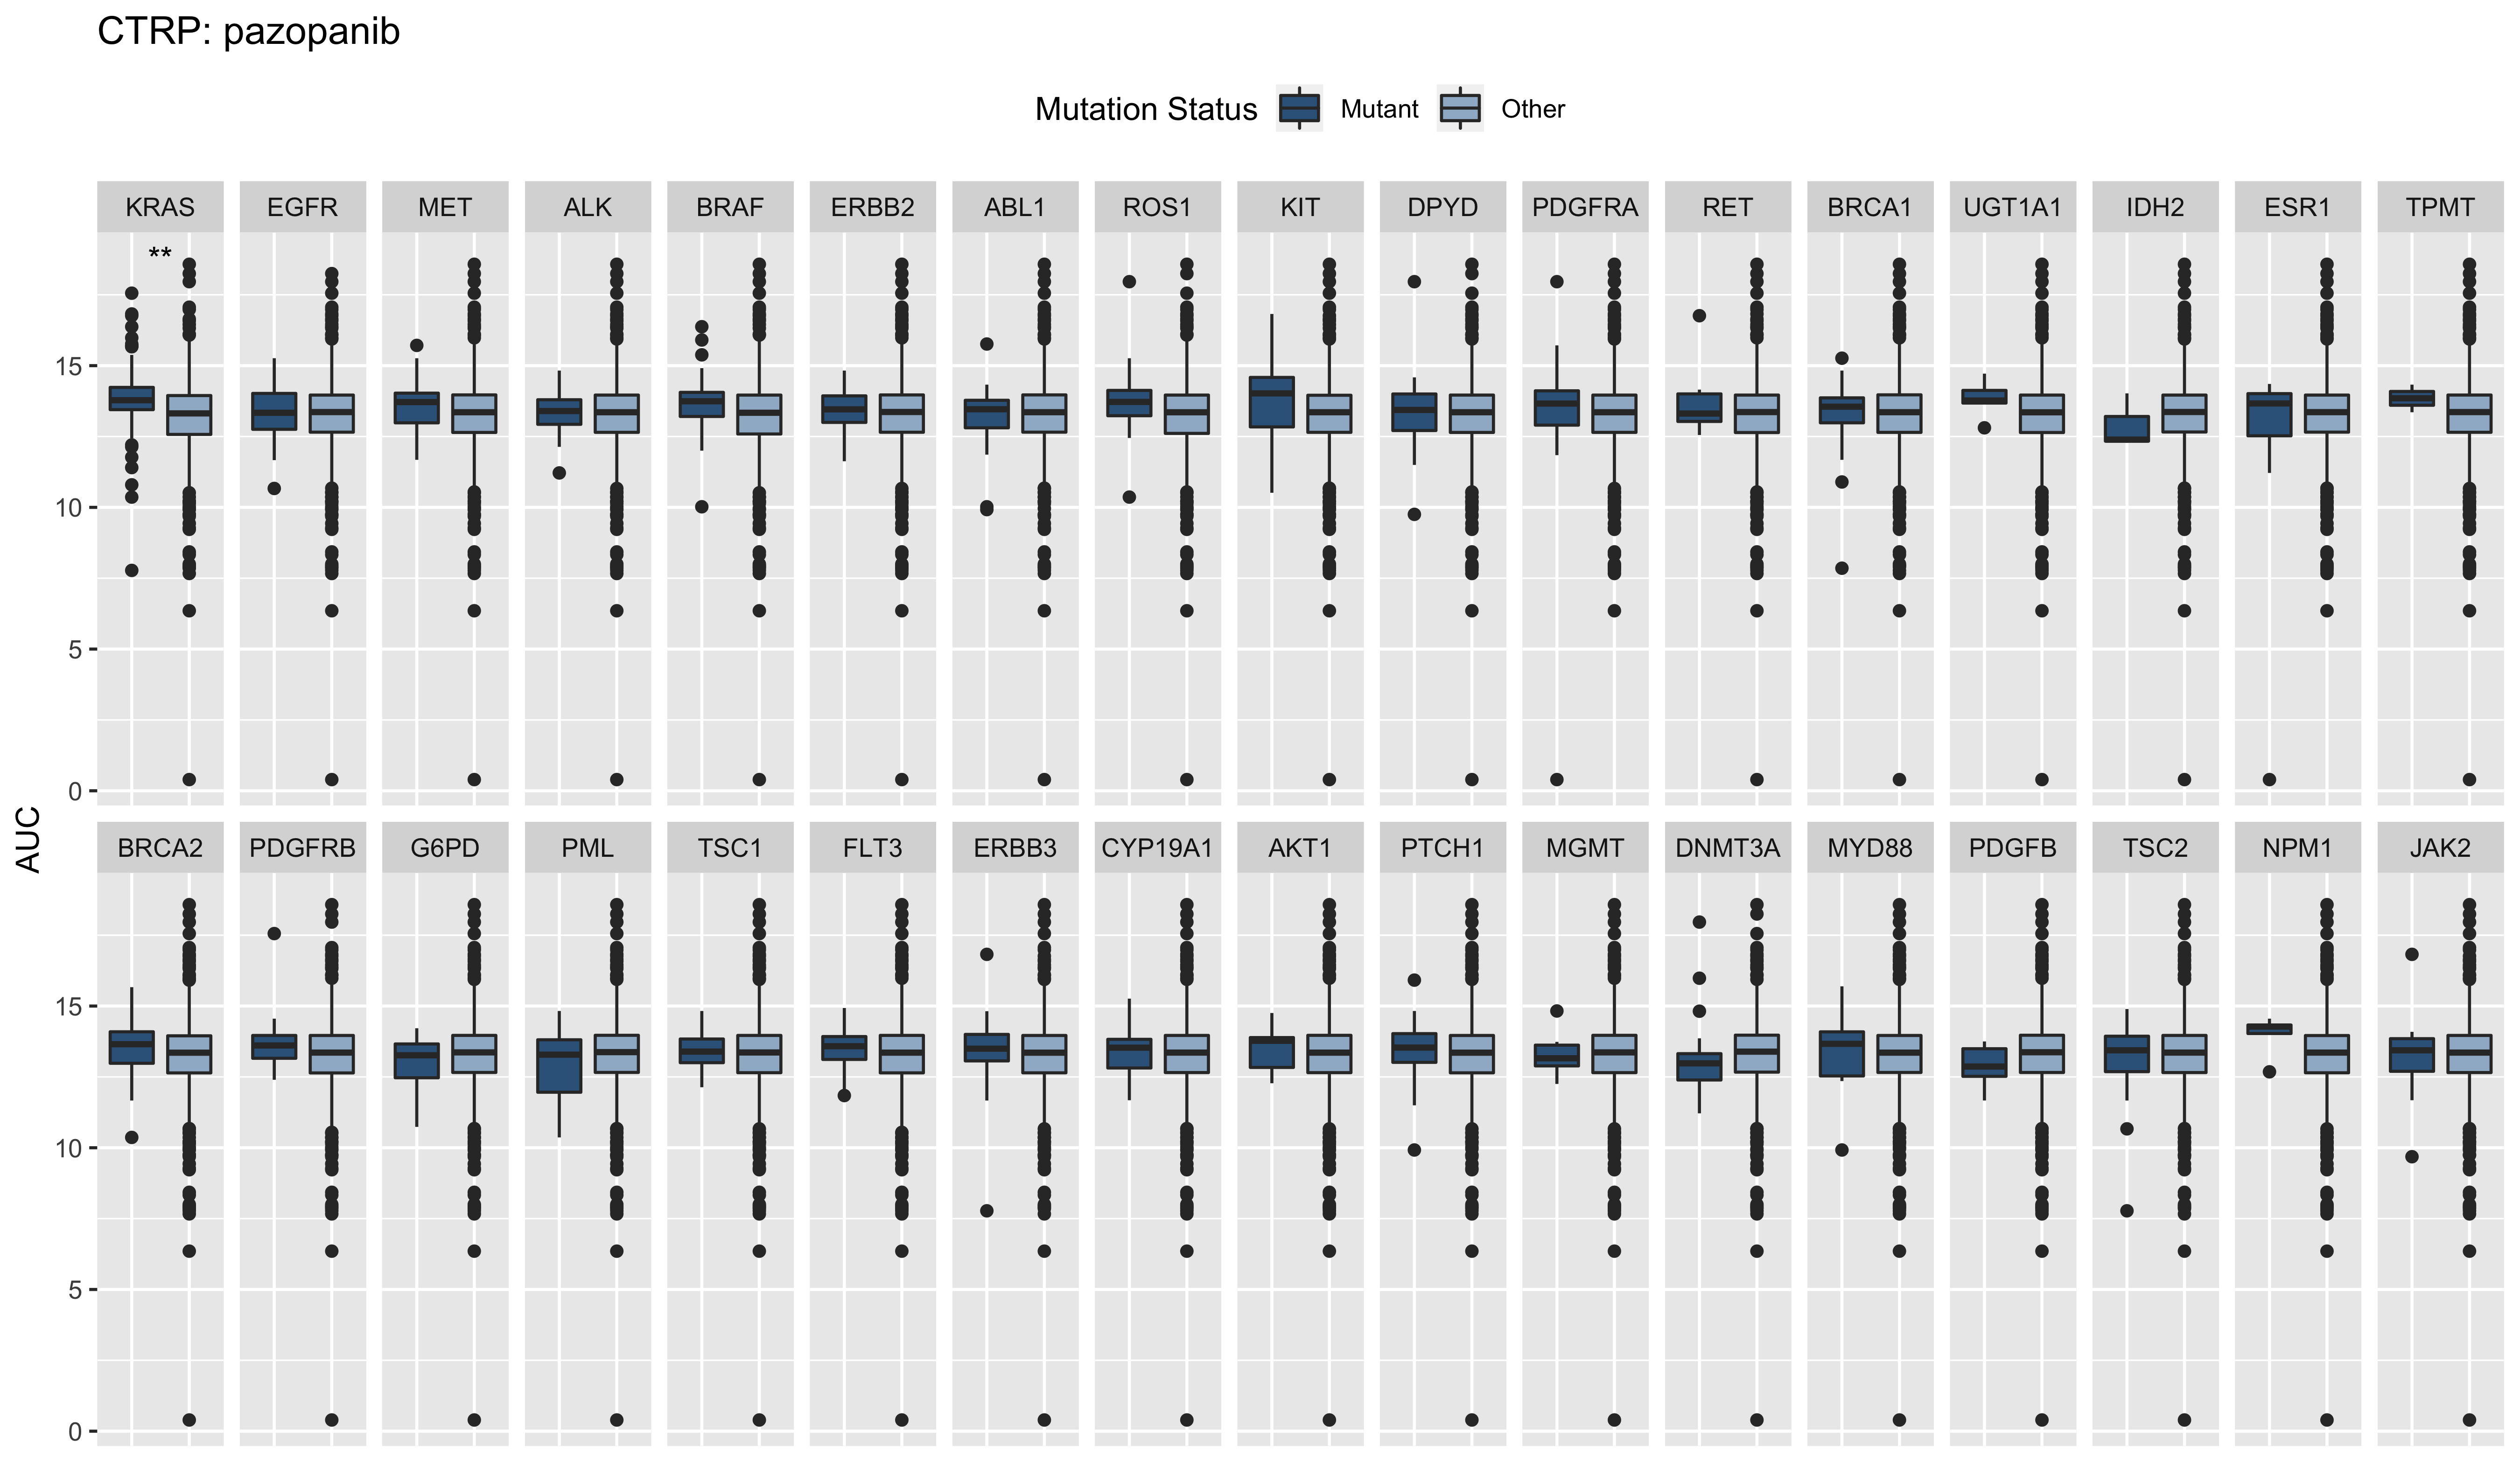 CTRP: pazopanib
Mutation Status Mutant Other
KRAS EGFR MET ALK BRAF ERBB2 ABL1 ROS1 KIT DPYD PDGFRA RET BRCA1 UGT1A1 IDH2 ESR1 TPMT
**
15
10
5
0
AUC
BRCA2 PDGFRB G6PD PML TSC1 FLT3 ERBB3 CYP19A1 AKT1 PTCH1 MGMT DNMT3A MYD88 PDGFB TSC2 NPM1 JAK2
15
10
5
0